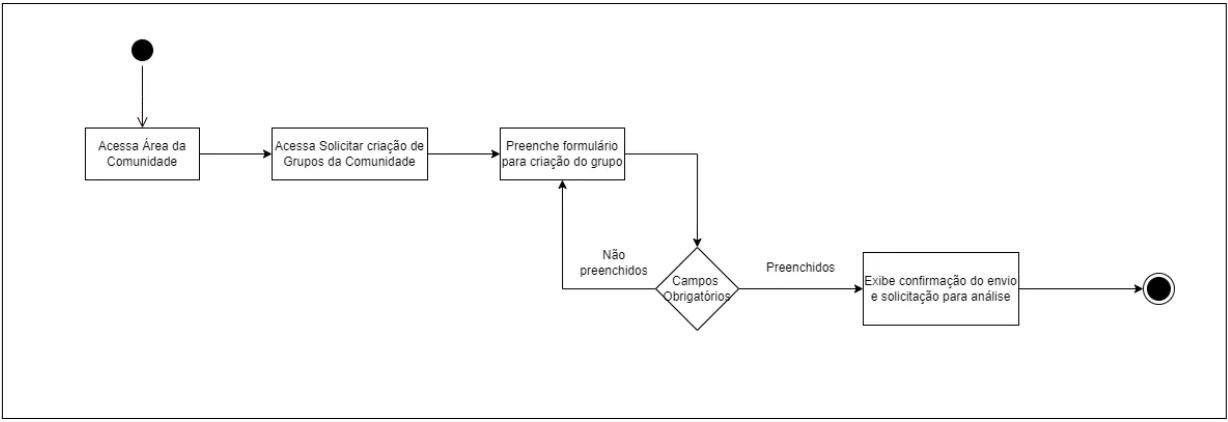 Acessa Área da
Comunidade
Acessa Solicitar criação de
Grupos da Comunidade
Preenche formulário
para criação do grupo
Não
preenchidos
Campos
Obrigatórios
Preenchidos
Exibe confirmação do envio
e solicitação para análise